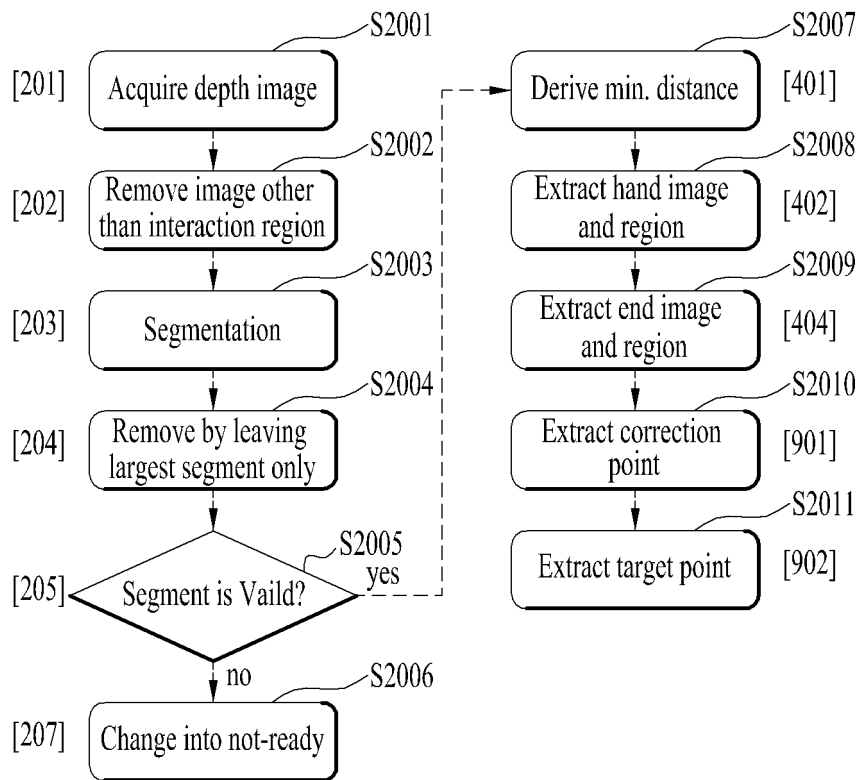 S2001
[201]
Acquire depth image
S2002
[202]
Remove image other
than interaction region
S2003
[203]
Segmentation
S2004
[204]
Remove by leaving
largest segment only
S2005
[205]
Segment is Vaild?
yes
no
S2006
[207]
Change into not-ready
S2007
Derive min. distance
[401]
S2008
Extract hand image
and region
[402]
S2009
Extract end image
and region
[404]
S2010
Extract correction
point
[901]
S2011
Extract target point
[902]